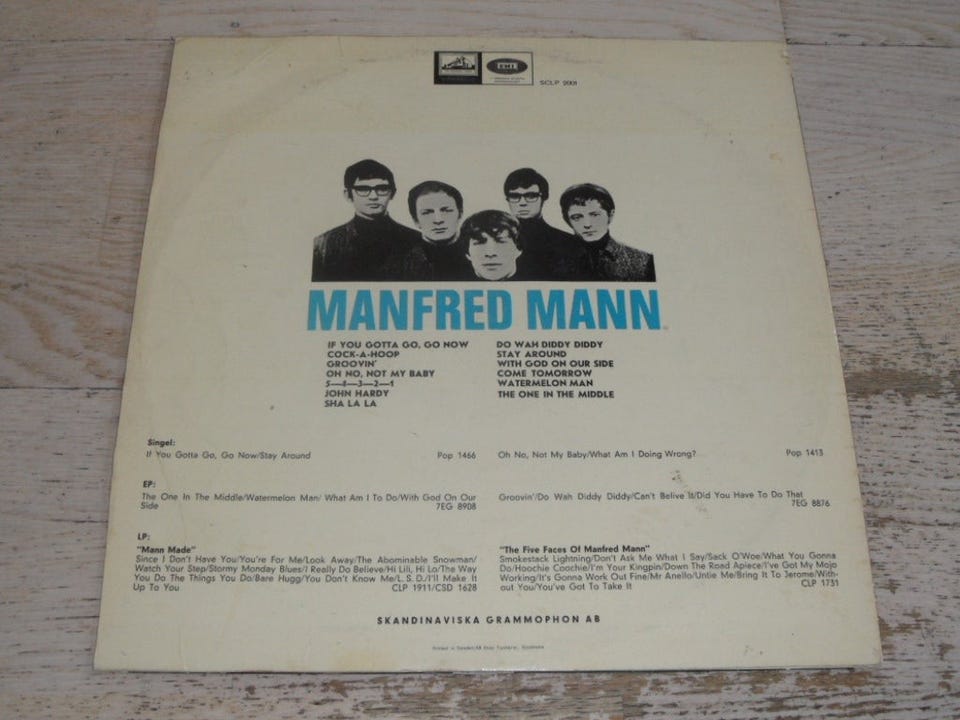 EMI
SCLP 9001
MANFRED MANN
IF YOU GOTTA GO, GO NOW
COCK-A-HOOP
GROOVIN'
OH NO, NOT MY BABY
5—4—3—2—1
JOHN HARDY
SHA LA LA
DO WAH DIDDY DIDDY
STAY AROUND
WITH GOD ON OUR SIDE
COME TOMORROW
WATERMELON MAN
THE ONE IN THE MIDDLE
Singel:
If You Gotta Go, Go Now/Stay Around Pop 1466
Oh No, Not My Baby/What Am I Doing Wrong? Pop 1413
EP:
The One In The Middle/Watermelon Man/ What Am I To Do/With God On Our
Side 7EG 8908
Groovin'/Do Wah Diddy Diddy/Can't Belive It/Did You Have To Do That
7EG 8876
LP:
"Mann Made"
Since I Don't Have You/You're For Me/Look Away/The Abominable Snowman/
Watch Your Step/Stormy Monday Blues/I Really Do Believe/Hi Lili, Hi Lo/The Way
You Do The Things You Do/Bare Hugg/You Don't Know Me/L.S.D./I'll Make It
Up To You CLP 1911/CSD 1628
"The Five Faces Of Manfred Mann"
Smokestack Lightning/Don't Ask Me What I Say/Sack O'Woe/What You Gonna
Do/Hoochie Coochie/I'm Your Kingpin/Down The Road Apiece/I've Got My Mojo
Working/It's Gonna Work Out Fine/Mr Anello/Untie Me/Bring It To Jerome/With-
out You/You've Got To Take It CLP 1731
SKANDINAVISKA GRAMMOPHON AB